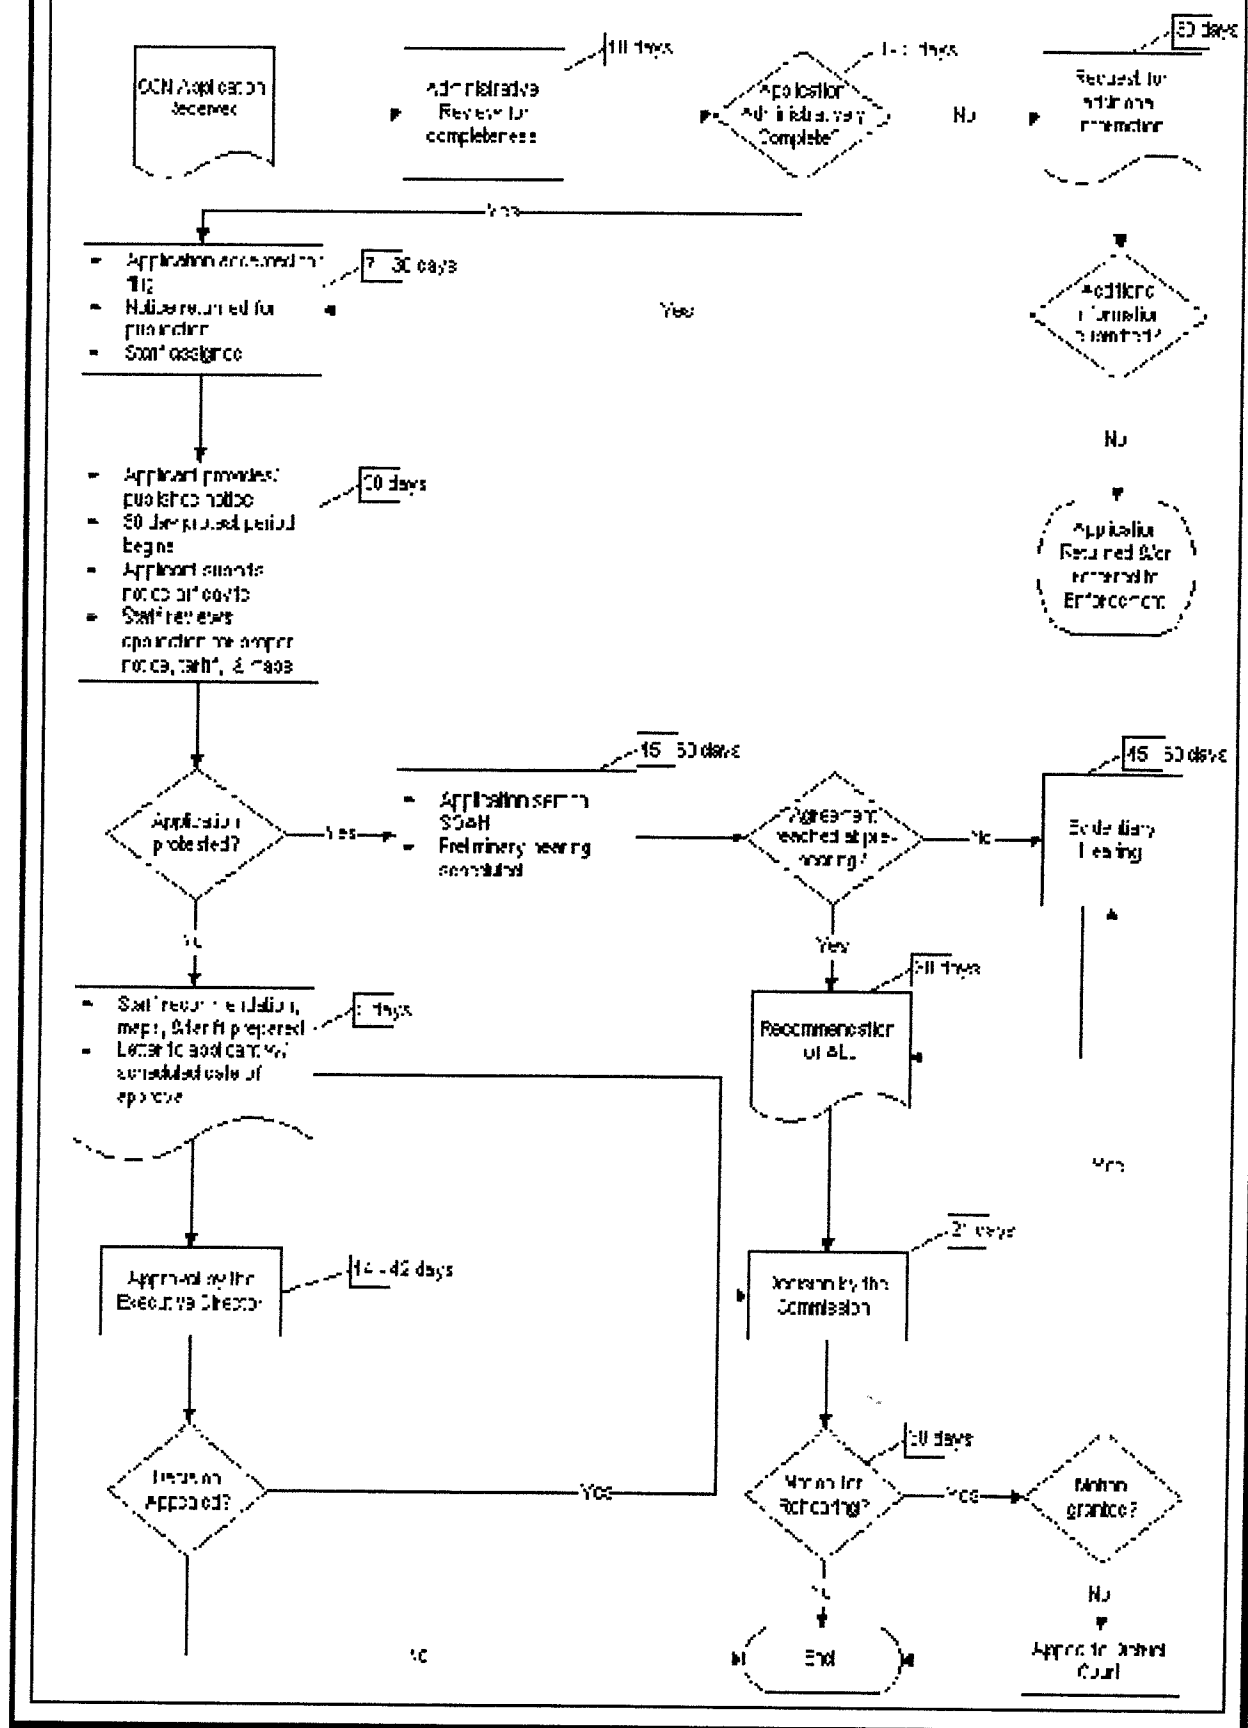 CCN Application
Received
Administrative
Review for
completeness
10 days
Application
Administratively
Complete?
days
No
Request for
additional
information
days
Yes
Application accepted for
filing
Notice returned for
publication
Staff assigned
7 - 30 days
Yes
Additional
information
submitted?
No
Application
Returned &/or
referred to
Enforcement
Applicant provides/
publishes notice
30 day protest period
begins
Applicant submits
notice affidavits
Staff reviews
application for proper
notice, tariff, & maps
30 days
Application
protested?
Yes
Application sent to
SOAH
Preliminary hearing
scheduled
45 60 days
Agreement
reached at pre-
hearing?
No
Evidentiary
Hearing
45 60 days
No
Yes
Staff recommendation,
maps, & tariff prepared
Letter to applicant w/
scheduled date of
approval
days
Recommendation
of ALJ
days
Yes
Approval by the
Executive Director
14 - 42 days
Decision by the
Commission
21 days
Decision
Appealed?
Yes
Motion for
Rehearing?
days
Yes
Motion
granted?
No
No
No
End
Appeal to District
Court